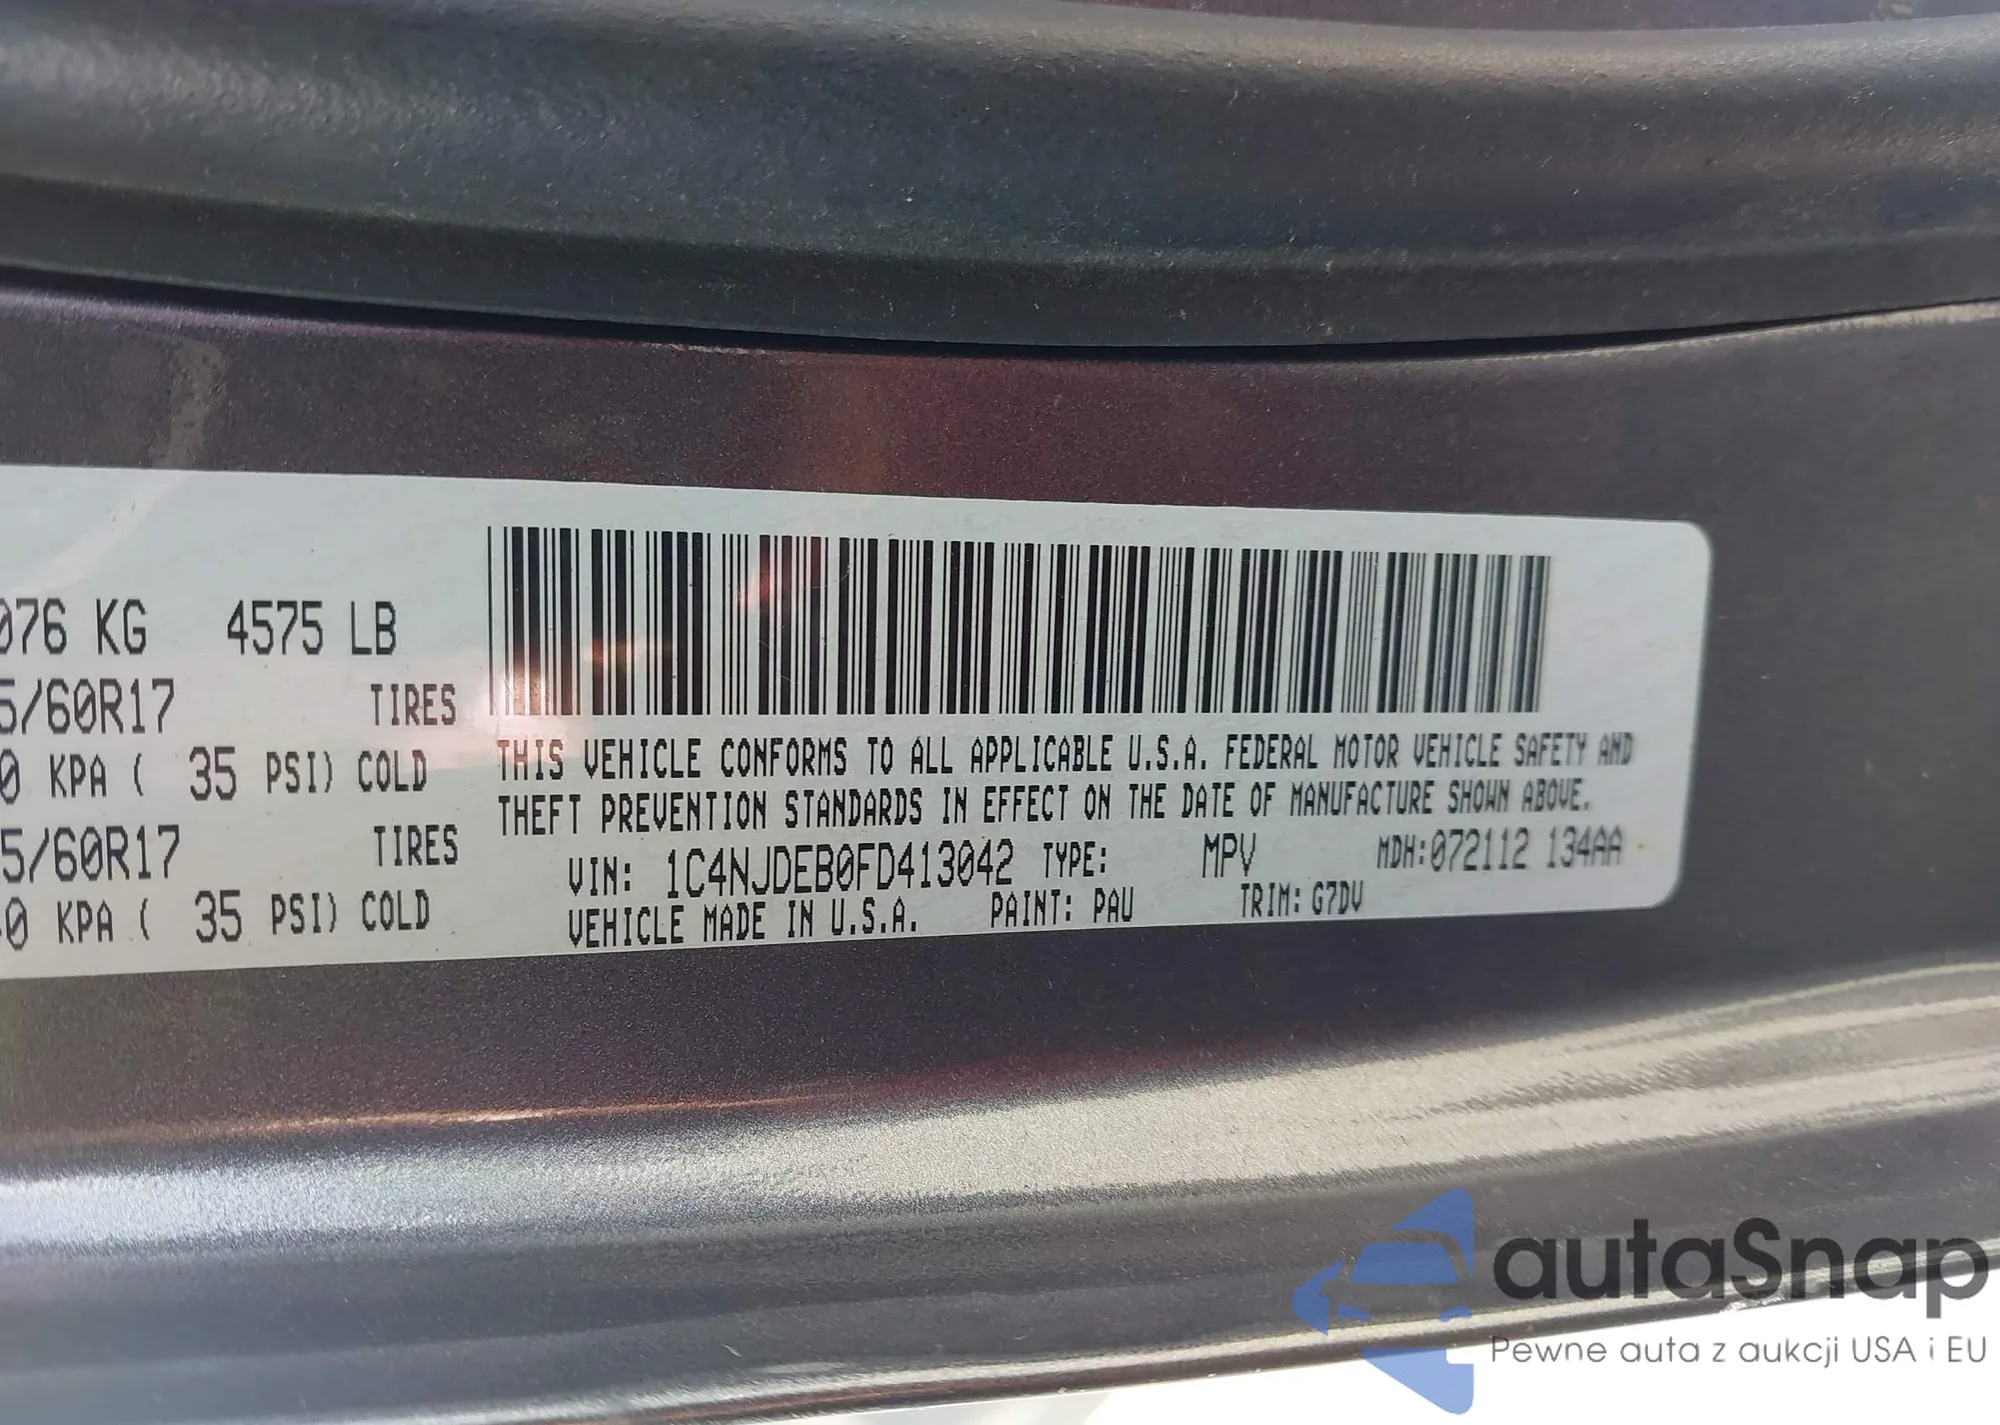 076 KG 4575 LB
5/60R17 TIRES
0 KPA ( 35 PSI) COLD
5/60R17 TIRES
0 KPA ( 35 PSI) COLD
THIS VEHICLE CONFORMS TO ALL APPLICABLE U.S.A. FEDERAL MOTOR VEHICLE SAFETY AND
THEFT PREVENTION STANDARDS IN EFFECT ON THE DATE OF MANUFACTURE SHOWN ABOVE.
VIN: 1C4NJDEB0FD413042 TYPE: MPV MDH:072112 134AA
VEHICLE MADE IN U.S.A. PAINT: PAU TRIM: G7DV
autaSnap
Pewne auta z aukcji USA i EU